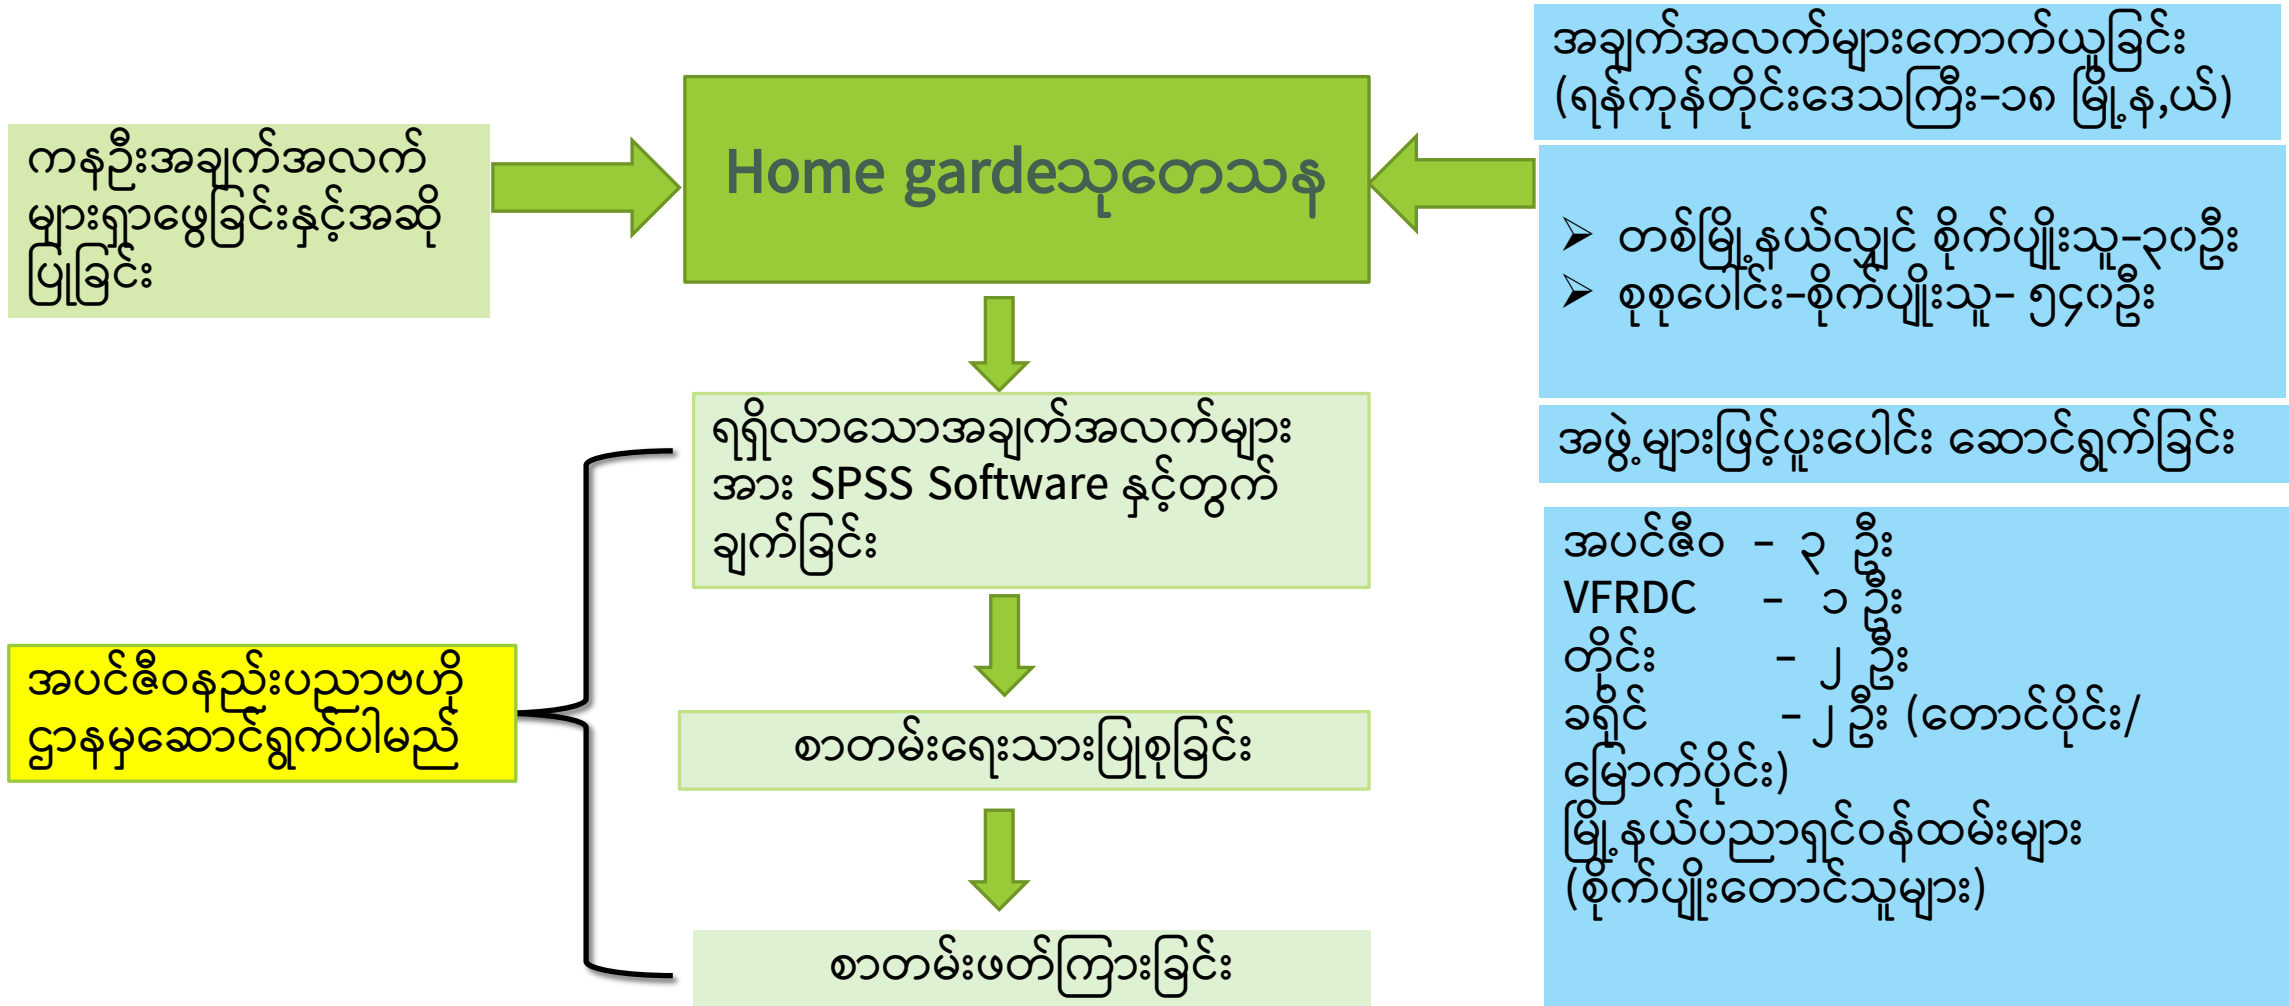 ကနဦးအချက်အလက်
များရှာဖွေခြင်းနှင့်အဆို
ပြုခြင်း
Home gardeသုတေသန
အချက်အလက်များကောက်ယူခြင်း
(ရန်ကုန်တိုင်းဒေသကြီး-၁၈ မြို့န,ယ်)
➢ တစ်မြို့နယ်လျှင် စိုက်ပျိုးသူ-၃၀ဦး
➢ စုစုပေါင်း-စိုက်ပျိုးသူ- ၅၄၀ဦး
အဖွဲ့များဖြင့်ပူးပေါင်း ဆောင်ရွက်ခြင်း
အပင်ဇီဝ - ၃ ဦး
VFRDC - ၁ ဦး
တိုင်း - ၂ ဦး
ခရိုင် -၂ ဦး (တောင်ပိုင်း/
မြောက်ပိုင်း)
မြို့နယ်ပညာရှင်ဝန်ထမ်းများ
(စိုက်ပျိုးတောင်သူများ)
ရရှိလာသောအချက်အလက်များ
အား SPSS Software နှင့်တွက်
ချက်ခြင်း
အပင်ဇီဝနည်းပညာဗဟို
ဌာနမှဆောင်ရွက်ပါမည်
စာတမ်းရေးသားပြုစုခြင်း
စာတမ်းဖတ်ကြားခြင်း